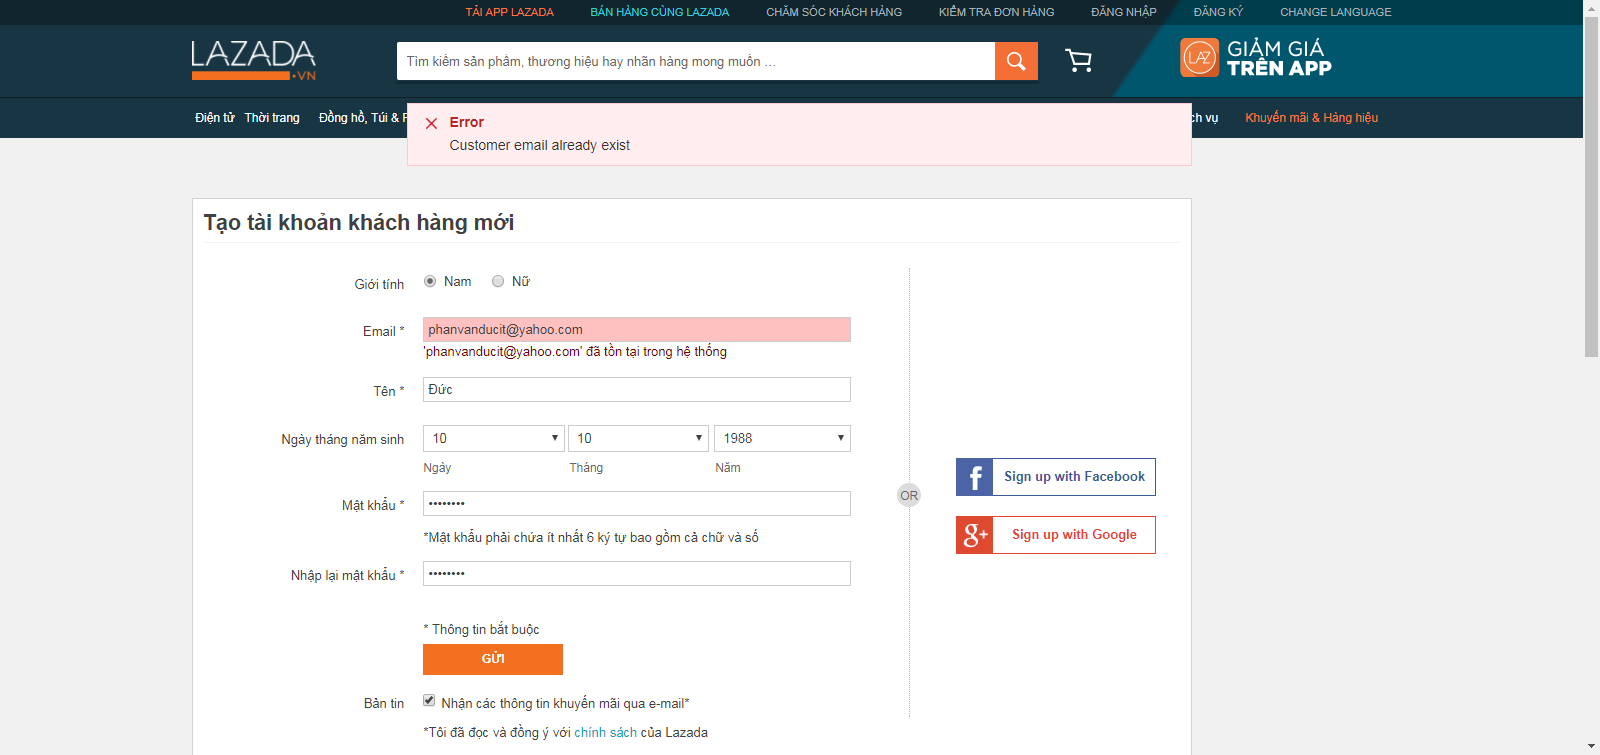 TẢI APP LAZADA BÁN HÀNG CÙNG LAZADA CHĂM SÓC KHÁCH HÀNG KIỂM TRA ĐƠN HÀNG ĐĂNG NHẬP ĐĂNG KÝ CHANGE LANGUAGE
LAZADA
.VN
Tìm kiếm sản phẩm, thương hiệu hay nhãn hàng mong muốn ...
LAZ
GIẢM GIÁ
TRÊN APP
Điện tử Thời trang Đồng hồ, Túi & ch vụ Khuyến mãi & Hàng hiệu
Error
Customer email already exist
Tạo tài khoản khách hàng mới
Giới tính Nam Nữ
Email * phanvanducit@yahoo.com
'phanvanducit@yahoo.com' đã tồn tại trong hệ thống
Tên * Đức
Ngày tháng năm sinh 10 10 1988
Ngày Tháng Năm
Mật khẩu * ••••••••
*Mật khẩu phải chứa ít nhất 6 ký tự bao gồm cả chữ và số
Nhập lại mật khẩu * ••••••••
* Thông tin bắt buộc
GỬI
Bản tin Nhận các thông tin khuyến mãi qua e-mail*
*Tôi đã đọc và đồng ý với chính sách của Lazada
OR
f Sign up with Facebook
g+ Sign up with Google